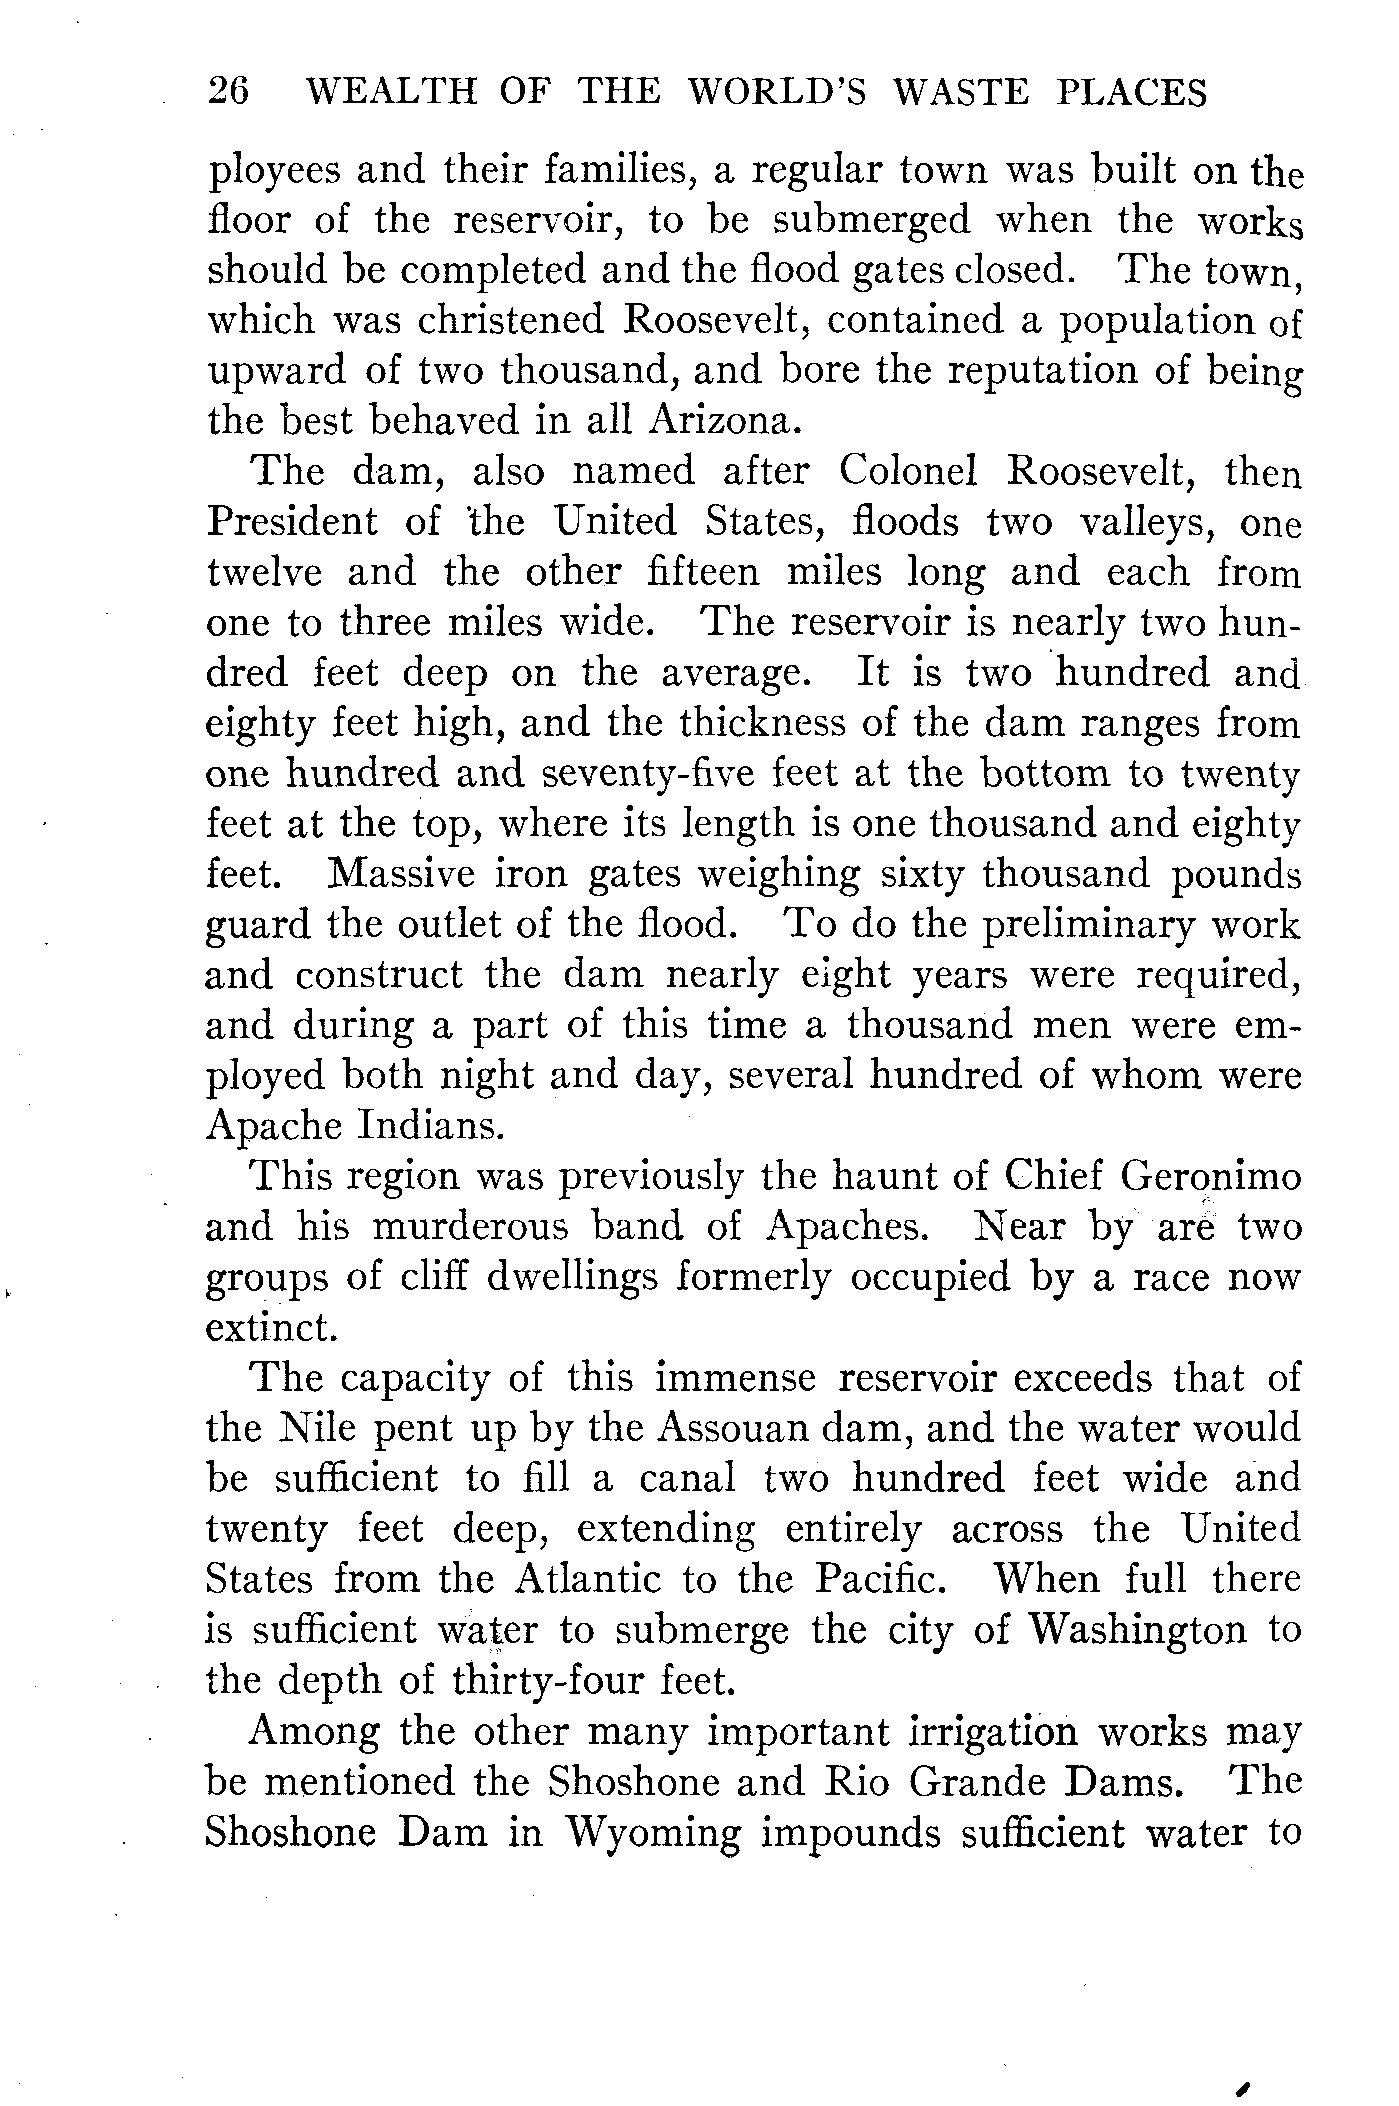 26 WEALTH OF THE WORLD'S WASTE PLACES
ployees and their families, a regular town was built on the
floor of the reservoir, to be submerged when the works
should be completed and the flood gates closed. The town,
which was christened Roosevelt, contained a population of
upward of two thousand, and bore the reputation of being
the best behaved in all Arizona.
The dam, also named after Colonel Roosevelt, then
President of the United States, floods two valleys, one
twelve and the other fifteen miles long and each from
one to three miles wide. The reservoir is nearly two hun-
dred feet deep on the average. It is two hundred and
eighty feet high, and the thickness of the dam ranges from
one hundred and seventy-five feet at the bottom to twenty
feet at the top, where its length is one thousand and eighty
feet. Massive iron gates weighing sixty thousand pounds
guard the outlet of the flood. To do the preliminary work
and construct the dam nearly eight years were required,
and during a part of this time a thousand men were em-
ployed both night and day, several hundred of whom were
Apache Indians.
This region was previously the haunt of Chief Geronimo
and his murderous band of Apaches. Near by are two
groups of cliff dwellings formerly occupied by a race now
extinct.
The capacity of this immense reservoir exceeds that of
the Nile pent up by the Assouan dam, and the water would
be sufficient to fill a canal two hundred feet wide and
twenty feet deep, extending entirely across the United
States from the Atlantic to the Pacific. When full there
is sufficient water to submerge the city of Washington to
the depth of thirty-four feet.
Among the other many important irrigation works may
be mentioned the Shoshone and Rio Grande Dams. The
Shoshone Dam in Wyoming impounds sufficient water to